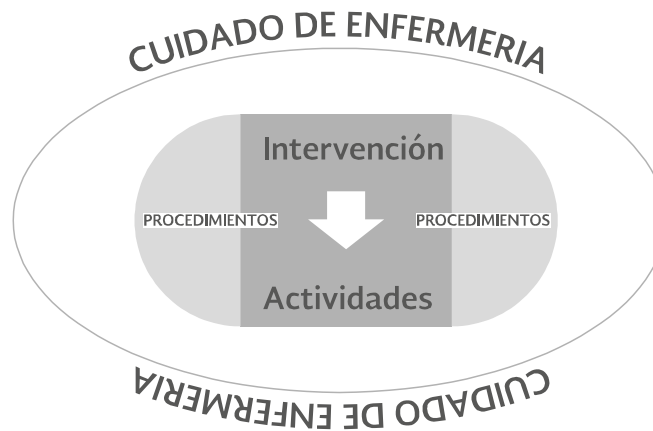 CUIDADO DE ENFERMERIA
Intervención
PROCEDIMIENTOS
PROCEDIMIENTOS
Actividades
CUIDADO DE ENFERMERIA